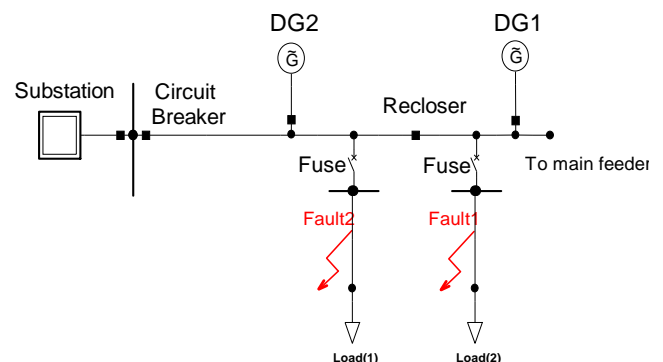 DG2
DG1
G̃
G̃
Substation
Circuit
Breaker
Recloser
Fuse
Fuse
To main feeder
Fault2
Fault1
Load(1)
Load(2)